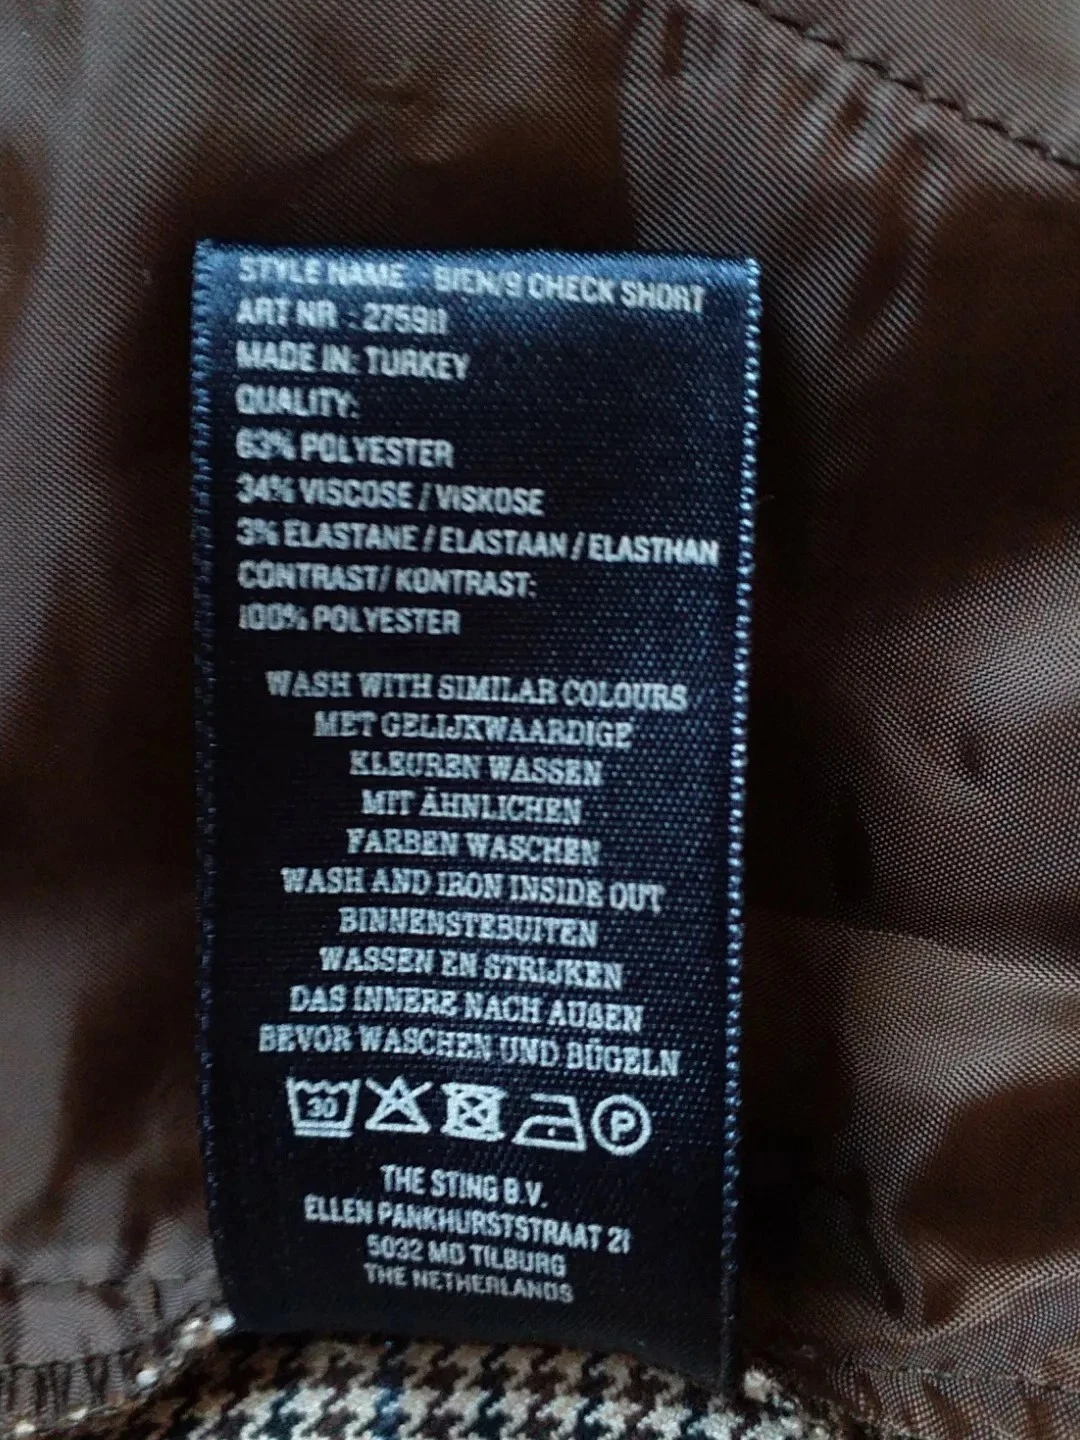 STYLE NAME : BIEN/9 CHECK SHORT
ART NR : 275911
MADE IN: TURKEY
QUALITY:
63% POLYESTER
34% VISCOSE / VISKOSE
3% ELASTANE / ELASTAAN / ELASTHAN
CONTRAST/ KONTRAST:
100% POLYESTER
WASH WITH SIMILAR COLOURS
MET GELIJKWAARDIGE
KLEUREN WASSEN
MIT ÄHNLICHEN
FARBEN WASCHEN
WASH AND IRON INSIDE OUT
BINNENSTEBUITEN
WASSEN EN STRIJKEN
DAS INNERE NACH AUßEN
BEVOR WASCHEN UND BÜGELN
30 P
THE STING B.V.
ELLEN PANKHURSTSTRAAT 21
5032 MD TILBURG
THE NETHERLANDS